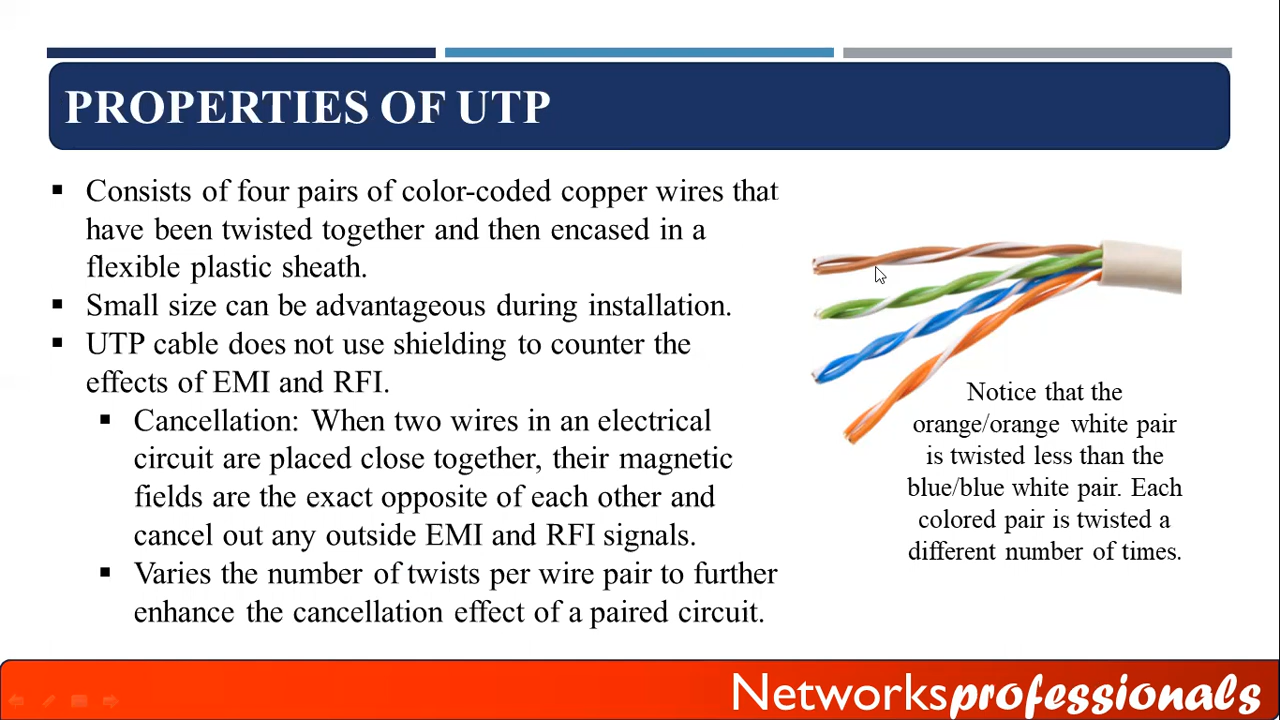 PROPERTIES OF UTP
▪ Consists of four pairs of color-coded copper wires that
have been twisted together and then encased in a
flexible plastic sheath.
▪ Small size can be advantageous during installation.
▪ UTP cable does not use shielding to counter the
effects of EMI and RFI.
▪ Cancellation: When two wires in an electrical
circuit are placed close together, their magnetic
fields are the exact opposite of each other and
cancel out any outside EMI and RFI signals.
▪ Varies the number of twists per wire pair to further
enhance the cancellation effect of a paired circuit.
Notice that the
orange/orange white pair
is twisted less than the
blue/blue white pair. Each
colored pair is twisted a
different number of times.
Networksprofessionals